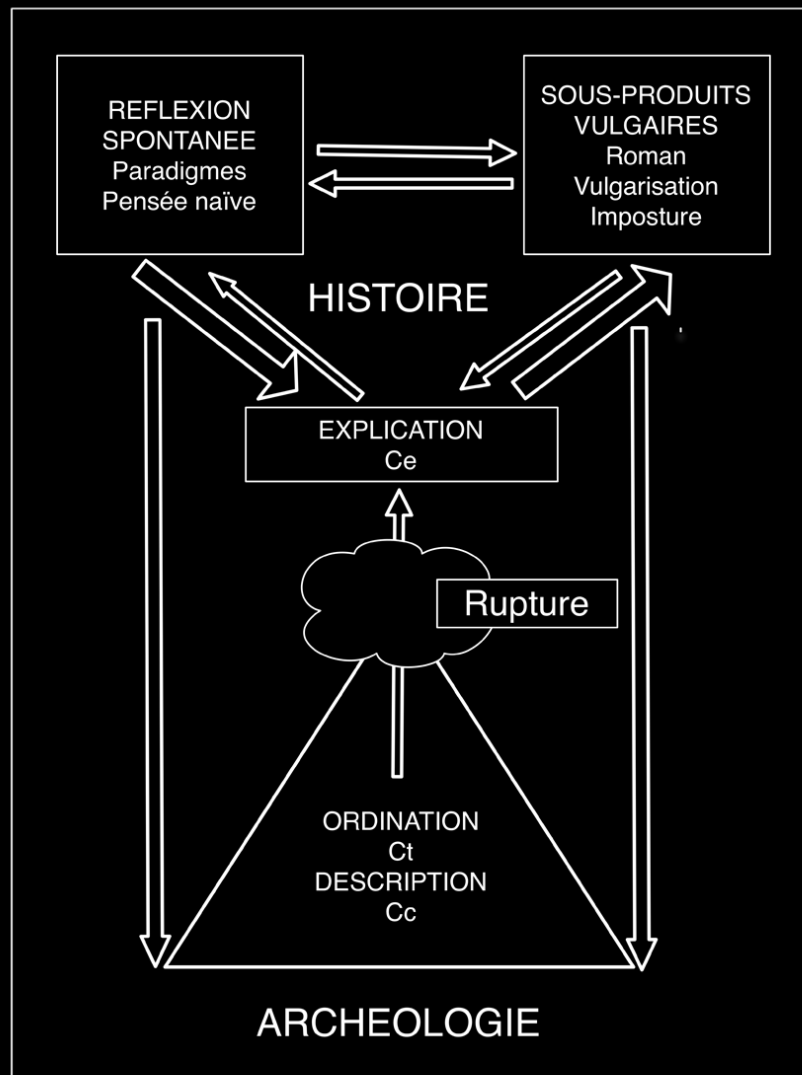 REFLEXION
SPONTANEE
Paradigmes
Pensée naïve
SOUS-PRODUITS
VULGAIRES
Roman
Vulgarisation
Imposture
HISTOIRE
EXPLICATION
Ce
Rupture
ORDINATION
Ct
DESCRIPTION
Cc
ARCHEOLOGIE